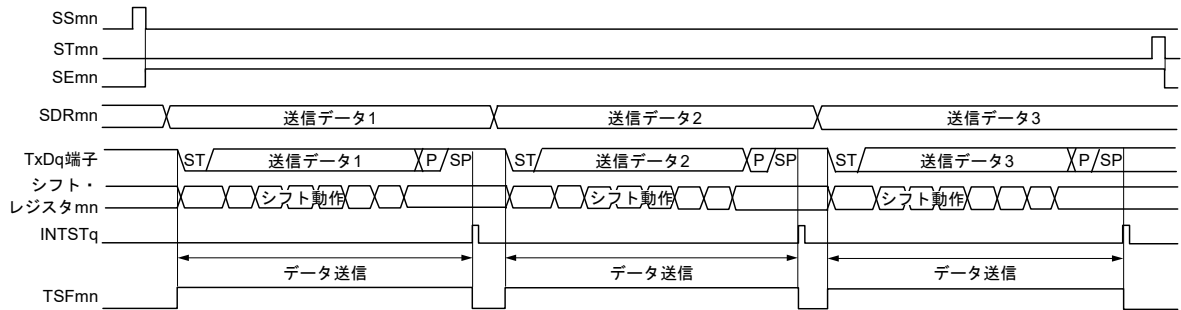 SSmn
STmn
SEmn
SDRmn 送信データ1 送信データ2 送信データ3
TxDq端子 ST 送信データ1 P SP ST 送信データ2 P SP ST 送信データ3 P SP
シフト・
レジスタmn シフト動作 シフト動作 シフト動作
INTSTq
データ送信 データ送信 データ送信
TSFmn